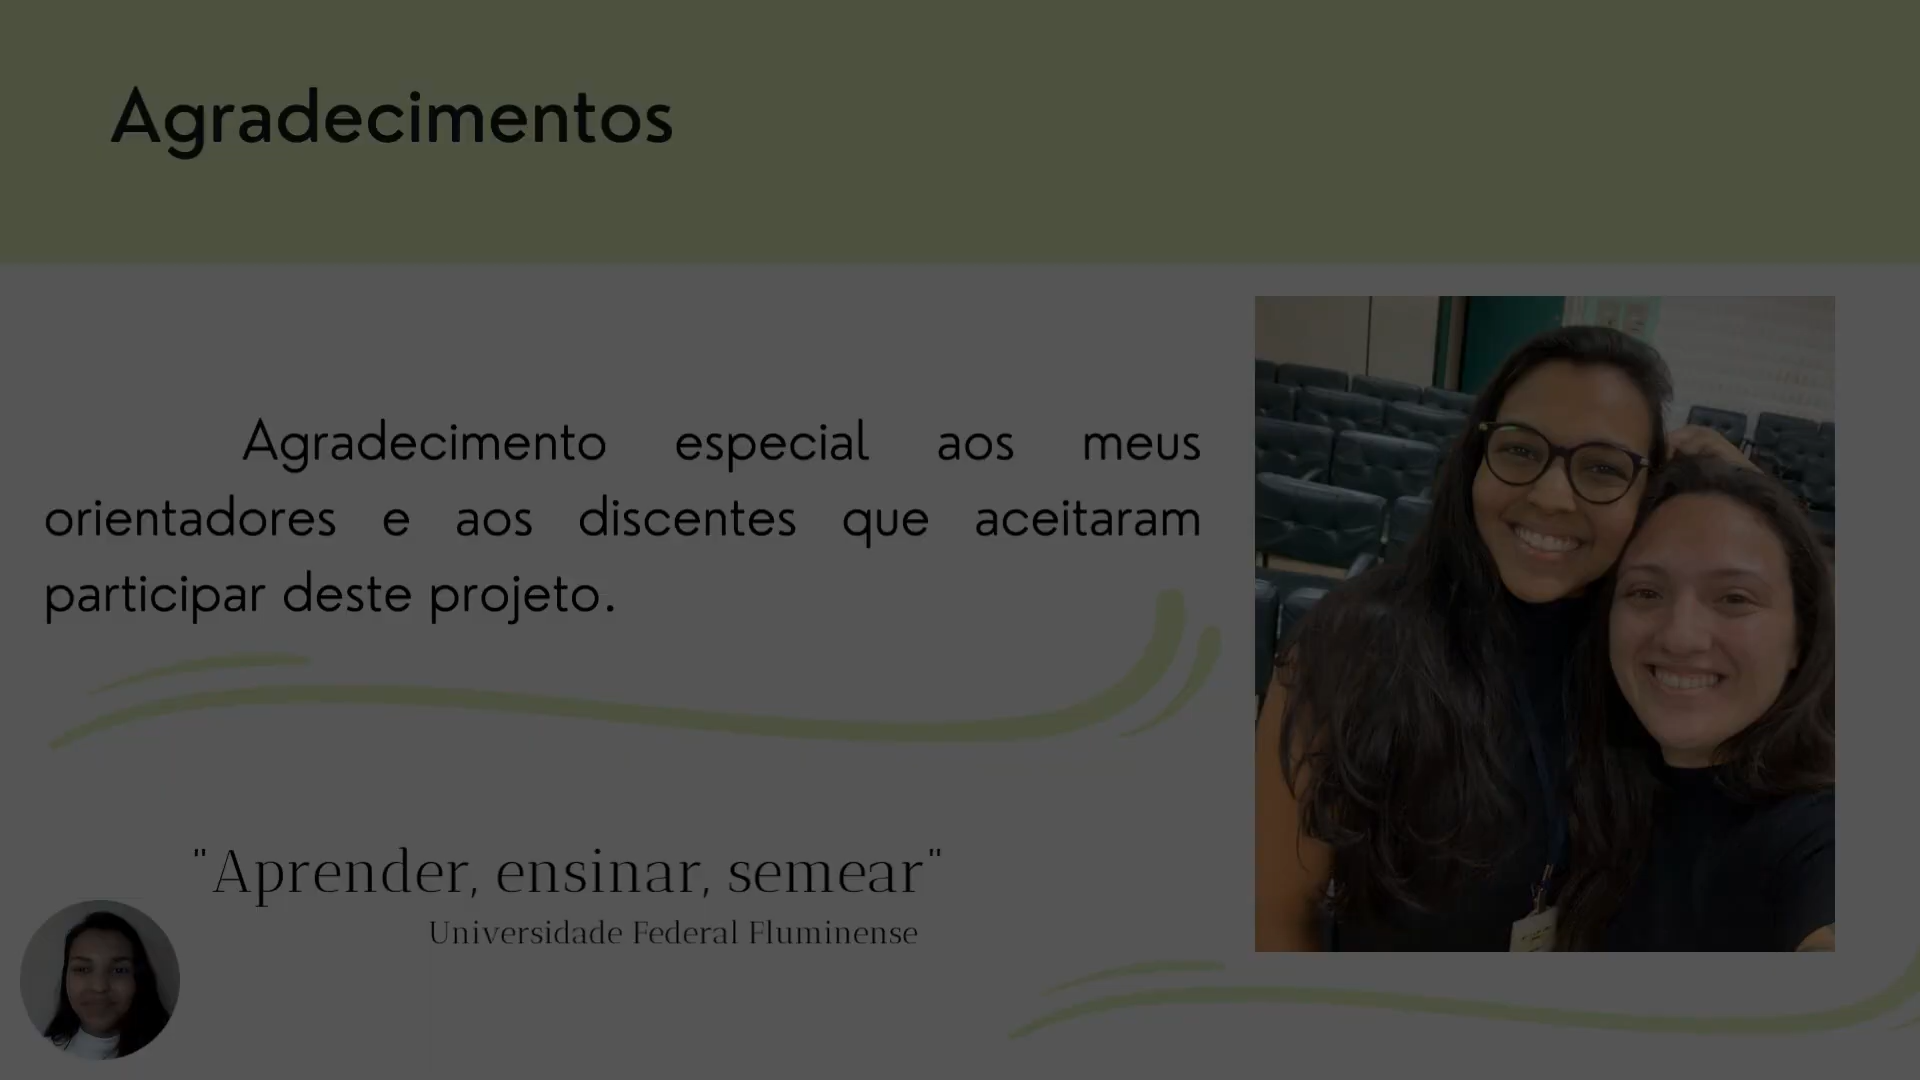 Agradecimentos
Agradecimento especial aos meus
orientadores e aos discentes que aceitaram
participar deste projeto.
"Aprender, ensinar, semear"
Universidade Federal Fluminense